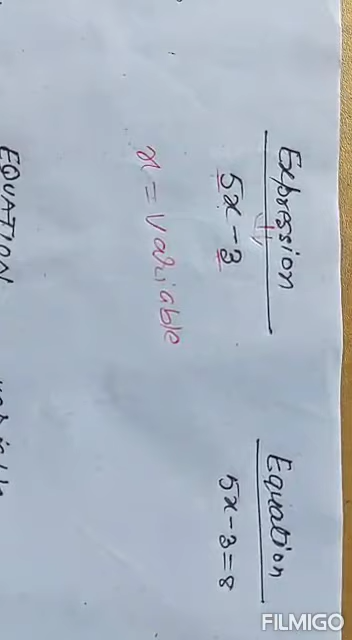 Expression
5x - 3
x = variable
Equation
5x - 3 = 8
EQUATION
FILMIGO